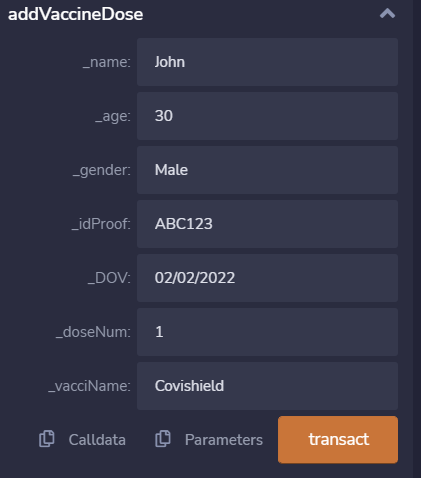 addVaccineDose
_name: John
_age: 30
_gender: Male
_idProof: ABC123
_DOV: 02/02/2022
_doseNum: 1
_vacciName: Covishield
Calldata Parameters transact